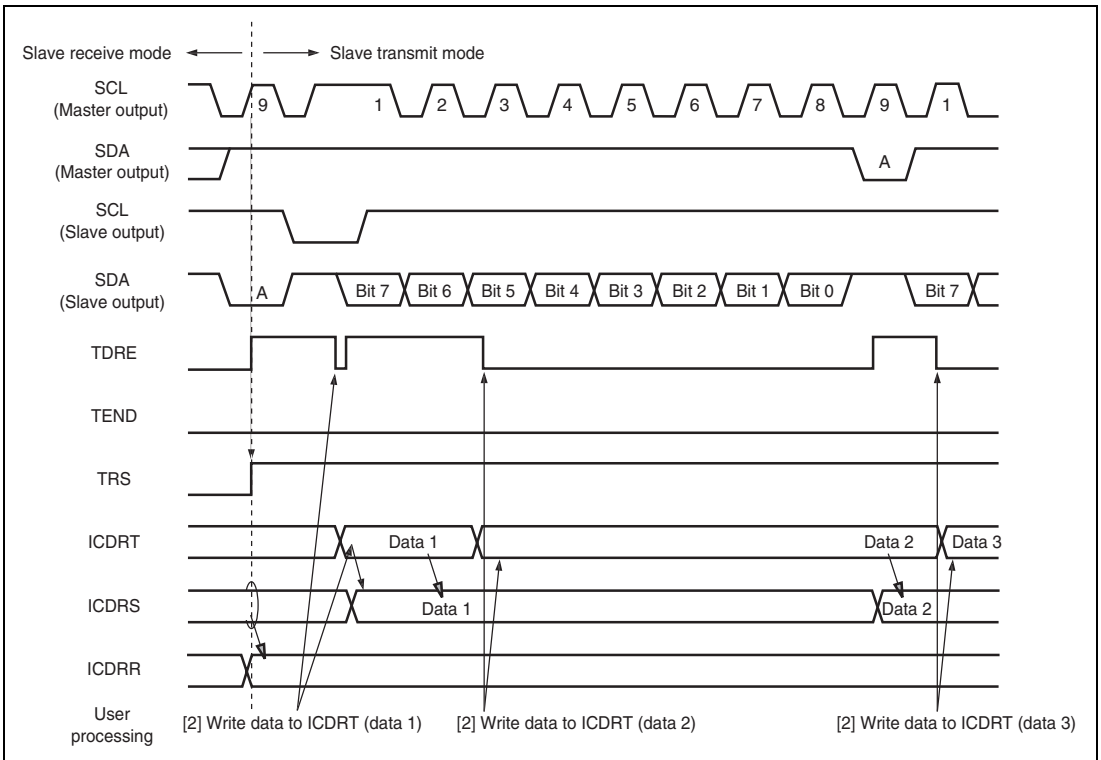 Slave receive mode
Slave transmit mode
SCL
(Master output)
9 1 2 3 4 5 6 7 8 9 1
SDA
(Master output)
A
SCL
(Slave output)
SDA
(Slave output)
A Bit 7 Bit 6 Bit 5 Bit 4 Bit 3 Bit 2 Bit 1 Bit 0 Bit 7
TDRE
TEND
TRS
ICDRT
Data 1 Data 2 Data 3
ICDRS
Data 1 Data 2
ICDRR
User
processing
[2] Write data to ICDRT (data 1) [2] Write data to ICDRT (data 2) [2] Write data to ICDRT (data 3)